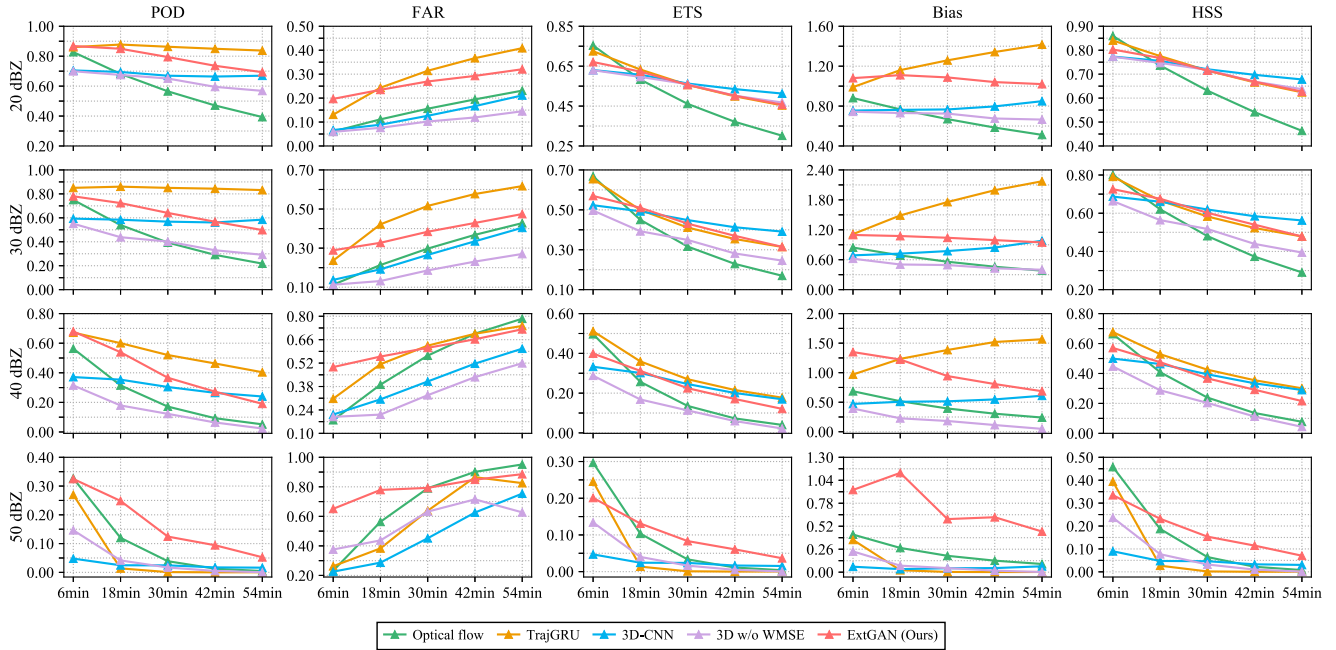 POD FAR ETS Bias HSS
20 dBZ
1.00 0.80 0.60 0.40 0.20
0.50 0.40 0.30 0.20 0.10 0.00
0.85 0.65 0.45 0.25
1.60 1.20 0.80 0.40
0.90 0.80 0.70 0.60 0.50 0.40
30 dBZ
1.00 0.80 0.60 0.40 0.20 0.00
0.70 0.50 0.30 0.10
0.70 0.50 0.30 0.10
2.40 1.80 1.20 0.60 0.00
0.80 0.60 0.40 0.20
40 dBZ
0.80 0.60 0.40 0.20 0.00
0.80 0.66 0.52 0.38 0.24 0.10
0.60 0.40 0.20 0.00
2.00 1.50 1.00 0.50 0.00
0.80 0.60 0.40 0.20 0.00
50 dBZ
0.40 0.30 0.20 0.10 0.00
1.00 0.80 0.60 0.40 0.20
0.30 0.20 0.10 0.00
1.30 1.04 0.78 0.52 0.26 0.00
0.50 0.40 0.30 0.20 0.10 0.00
6min 18min 30min 42min 54min 6min 18min 30min 42min 54min 6min 18min 30min 42min 54min 6min 18min 30min 42min 54min 6min 18min 30min 42min 54min
Optical flow TrajGRU 3D-CNN 3D w/o WMSE ExtGAN (Ours)